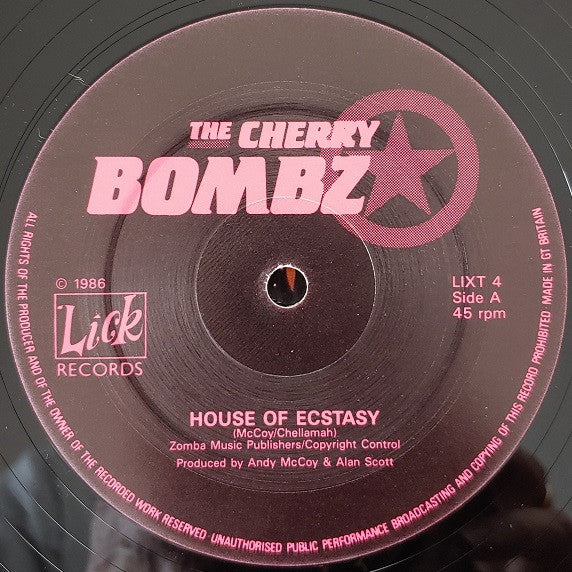 THE CHERRY
BOMBZ
© 1986
Lick
RECORDS
LIXT 4
Side A
45 rpm
HOUSE OF ECSTASY
(McCoy/Chellamah)
Zomba Music Publishers/Copyright Control
Produced by Andy McCoy & Alan Scott
ALL RIGHTS OF THE PRODUCER AND OF THE OWNER OF THE RECORDED WORK RESERVED UNAUTHORISED PUBLIC PERFORMANCE BROADCASTING AND COPYING OF THIS RECORD PROHIBITED MADE IN GT BRITAIN